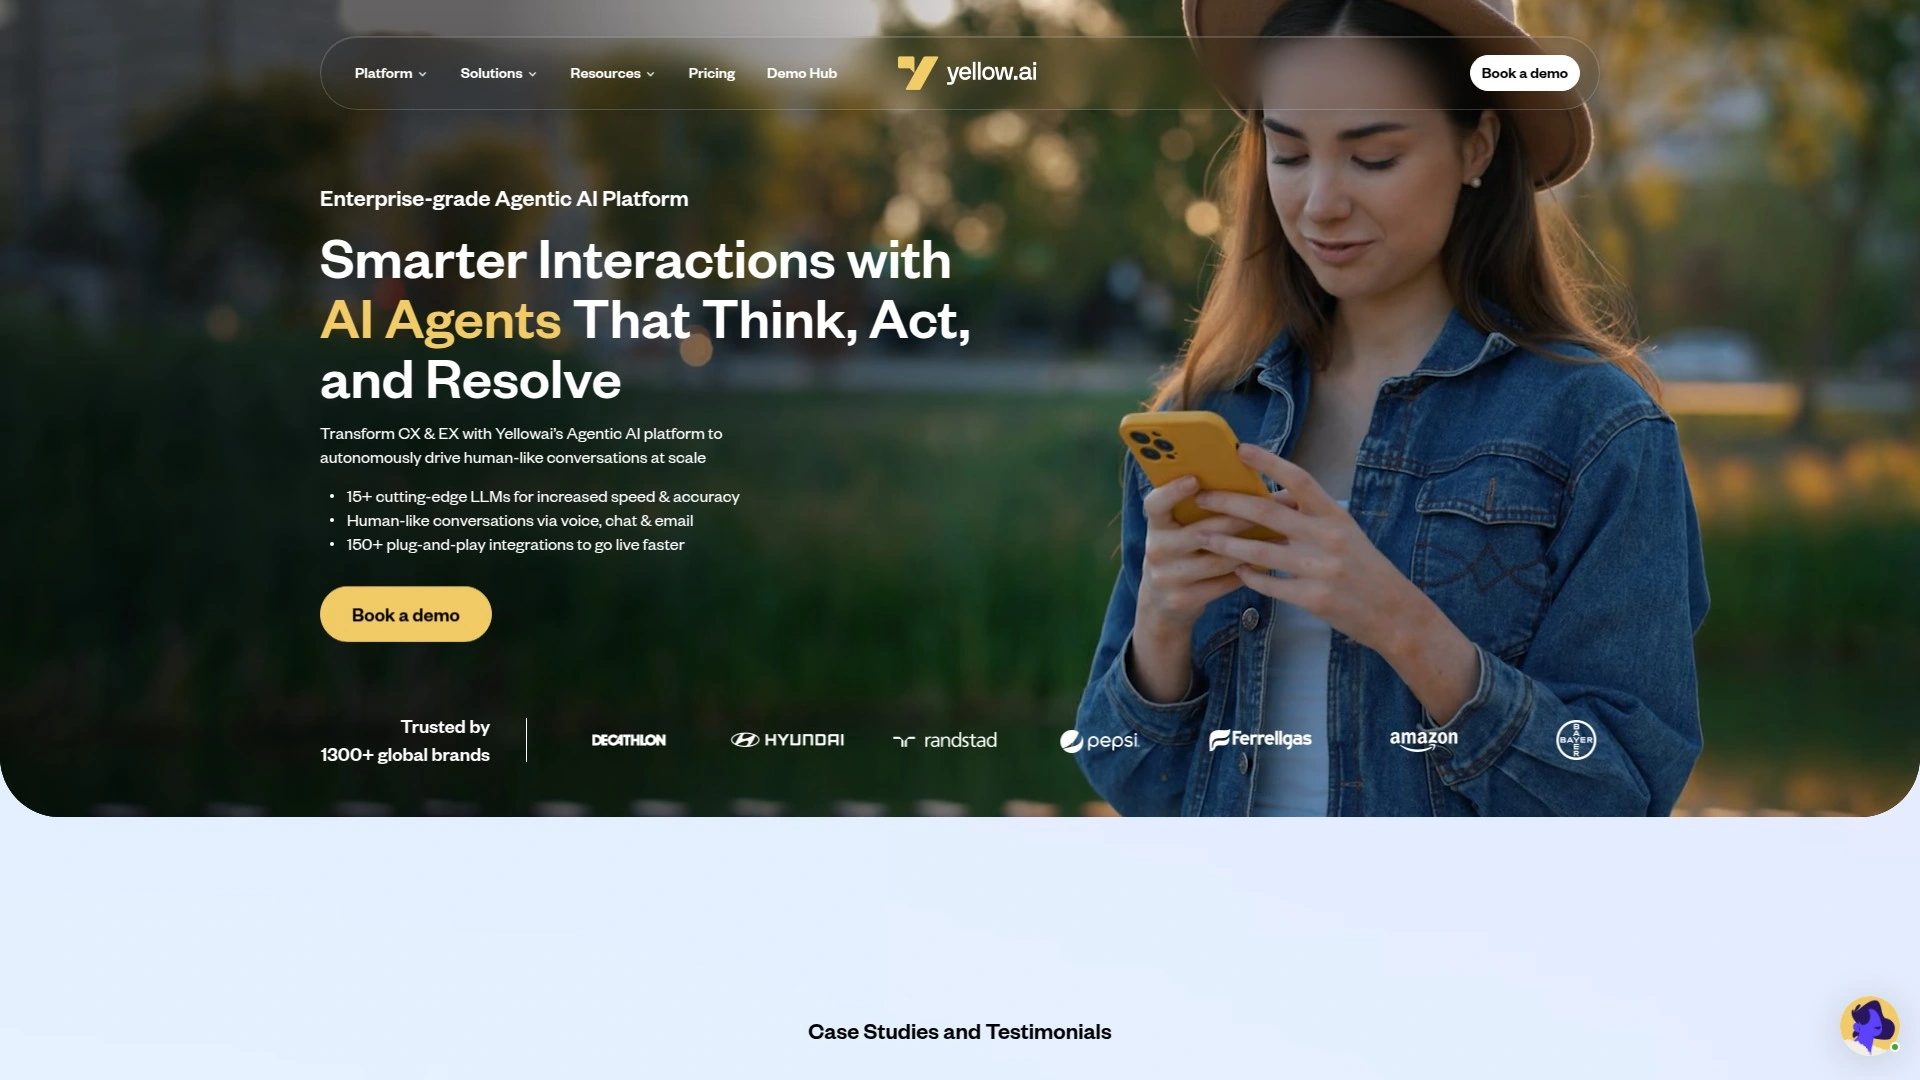 Platform
Solutions
Resources
Pricing
Demo Hub
yellow.ai
Book a demo
Enterprise-grade Agentic AI Platform
Smarter Interactions with
AI Agents That Think, Act,
and Resolve
Transform CX & EX with Yellowai’s Agentic AI platform to
autonomously drive human-like conversations at scale
• 15+ cutting-edge LLMs for increased speed & accuracy
• Human-like conversations via voice, chat & email
• 150+ plug-and-play integrations to go live faster
Book a demo
Trusted by
1300+ global brands
DECATHLON
HYUNDAI
randstad
pepsi
Ferrellgas
amazon
BAYER
BAYER
Case Studies and Testimonials